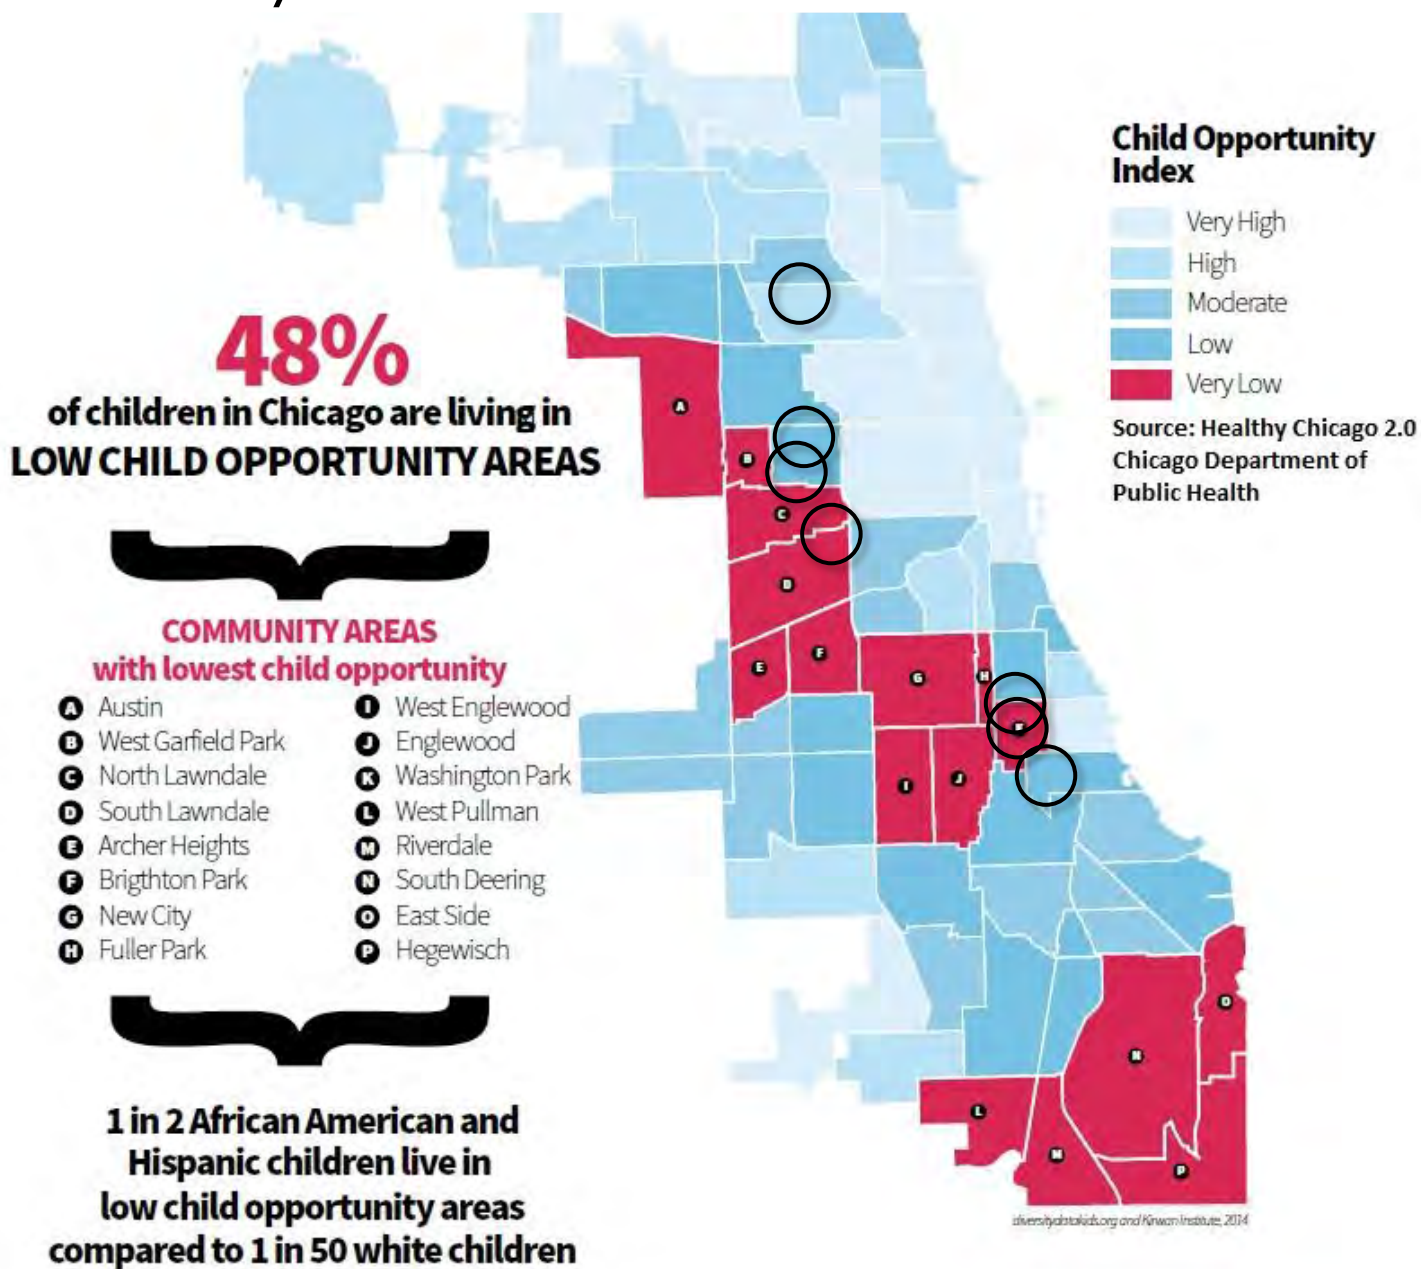 Child Opportunity
Index
Very High
High
Moderate
Low
Very Low
Source: Healthy Chicago 2.0
Chicago Department of
Public Health
48%
of children in Chicago are living in
LOW CHILD OPPORTUNITY AREAS
COMMUNITY AREAS
with lowest child opportunity
A Austin
B West Garfield Park
C North Lawndale
D South Lawndale
E Archer Heights
F Brigthton Park
G New City
H Fuller Park
I West Englewood
J Englewood
K Washington Park
L West Pullman
M Riverdale
N South Deering
O East Side
P Hegewisch
1 in 2 African American and
Hispanic children live in
low child opportunity areas
compared to 1 in 50 white children
A
B
C
D
E
F
G
H
I
J
L
M
N
O
P
diversitydatakids.org and Kirwan Institute, 2014